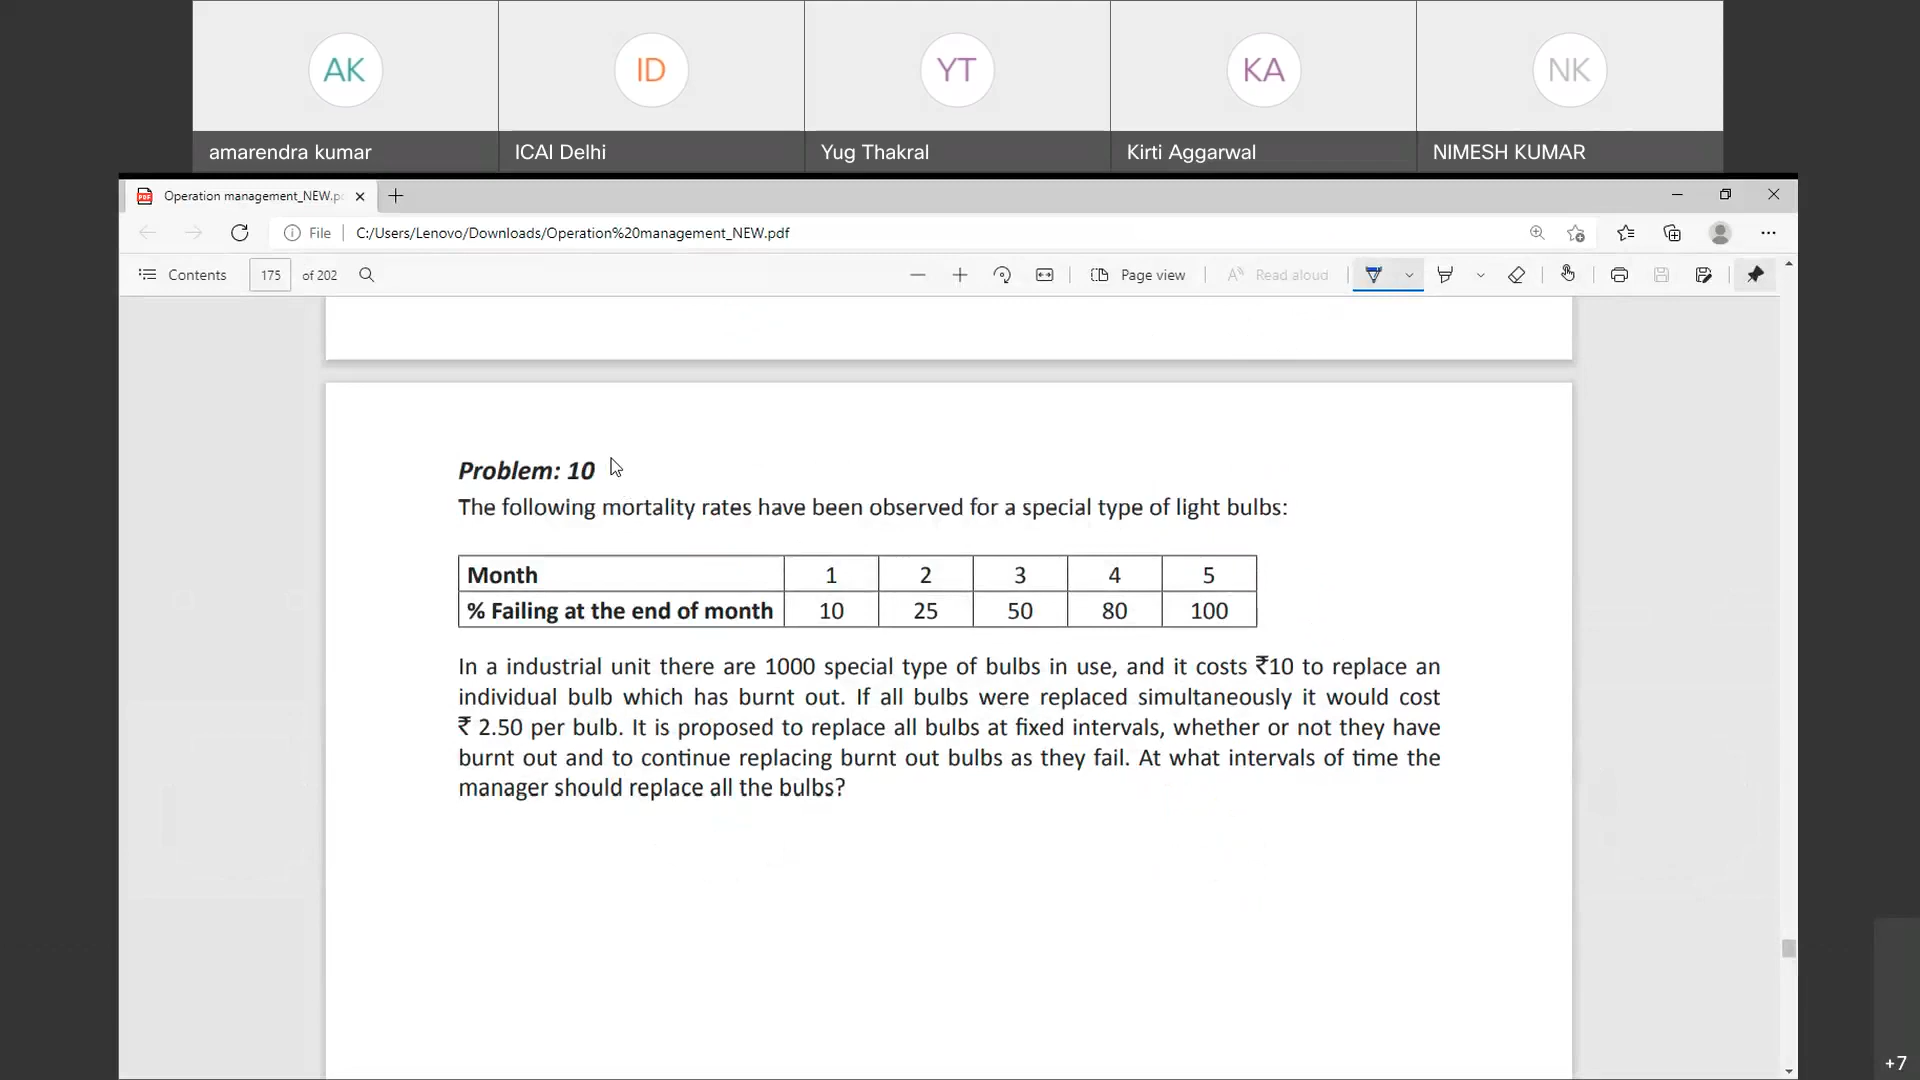 AK
ID
YT
KA
NK
amarendra kumar
ICAI Delhi
Yug Thakral
Kirti Aggarwal
NIMESH KUMAR
Operation management_NEW.p
File
C:/Users/Lenovo/Downloads/Operation%20management_NEW.pdf
Contents
175
of 202
Page view
Read aloud
Problem: 10
The following mortality rates have been observed for a special type of light bulbs:
Month 1 2 3 4 5
% Failing at the end of month 10 25 50 80 100
In a industrial unit there are 1000 special type of bulbs in use, and it costs ₹10 to replace an
individual bulb which has burnt out. If all bulbs were replaced simultaneously it would cost
₹ 2.50 per bulb. It is proposed to replace all bulbs at fixed intervals, whether or not they have
burnt out and to continue replacing burnt out bulbs as they fail. At what intervals of time the
manager should replace all the bulbs?
+7